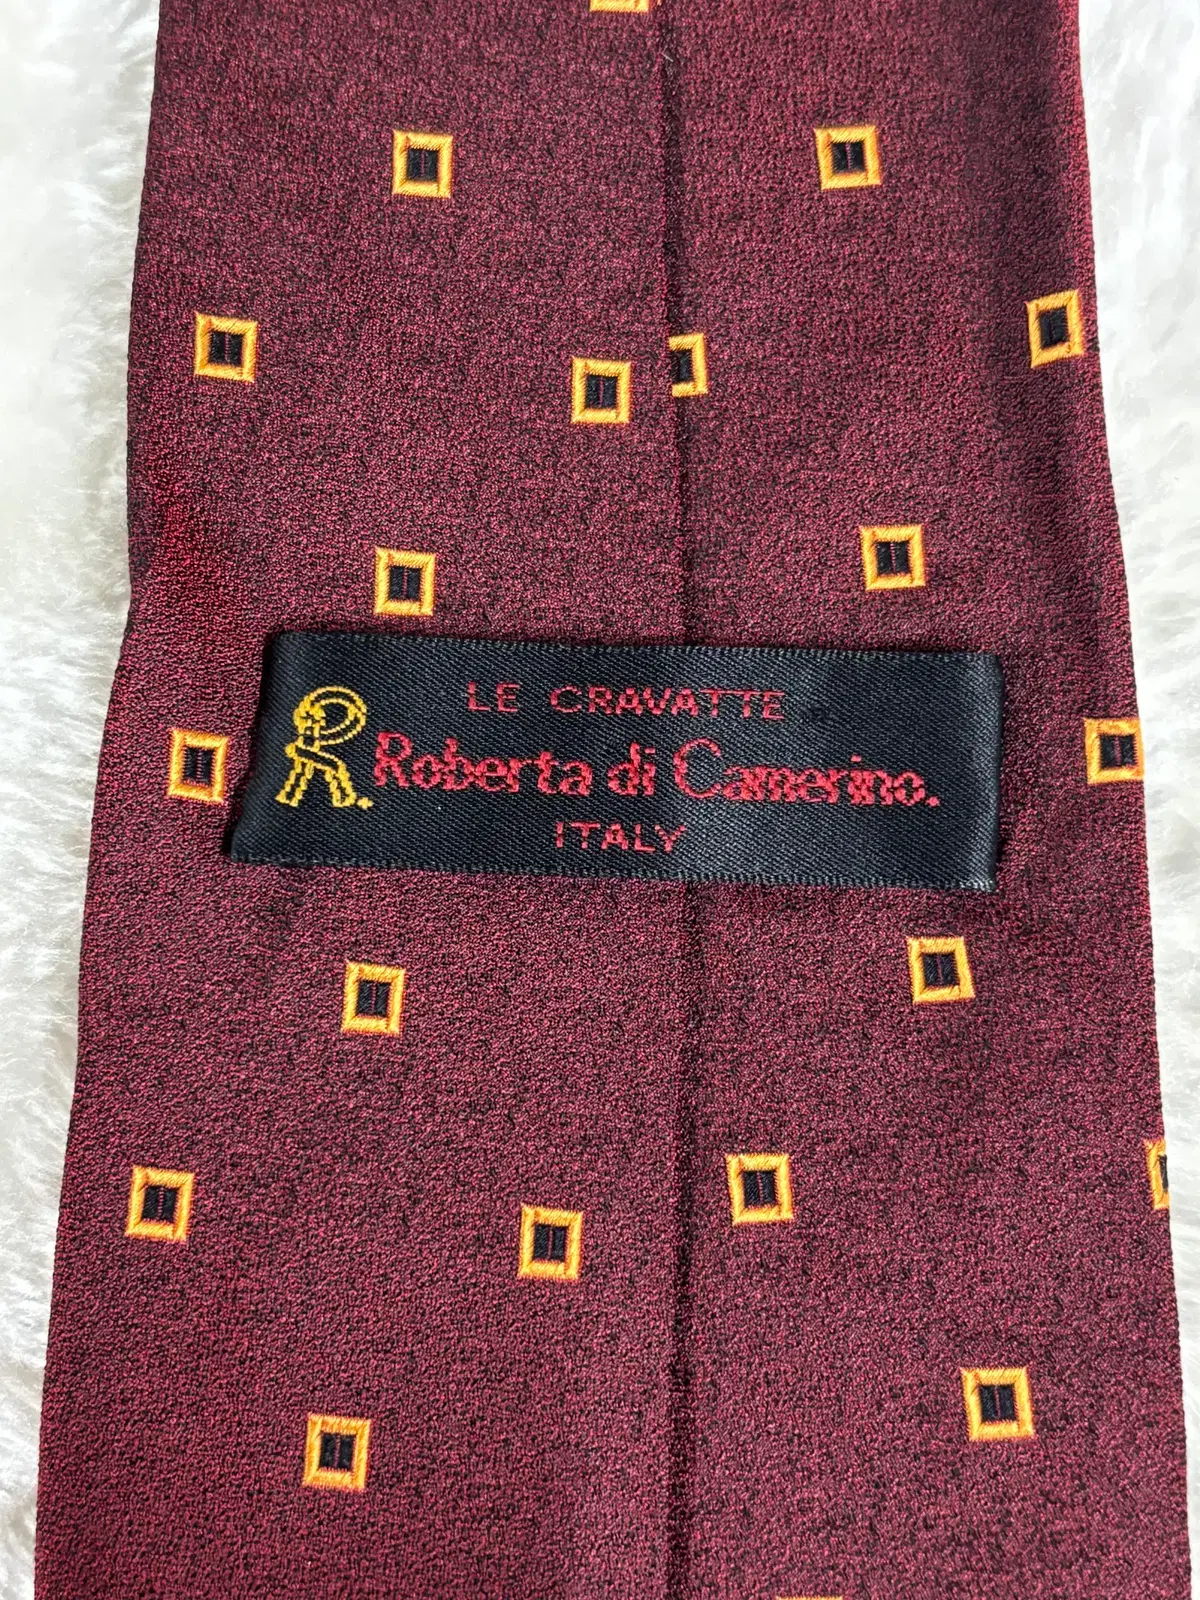 LE CRAVATTE
R.
Roberta di Camerino.
ITALY